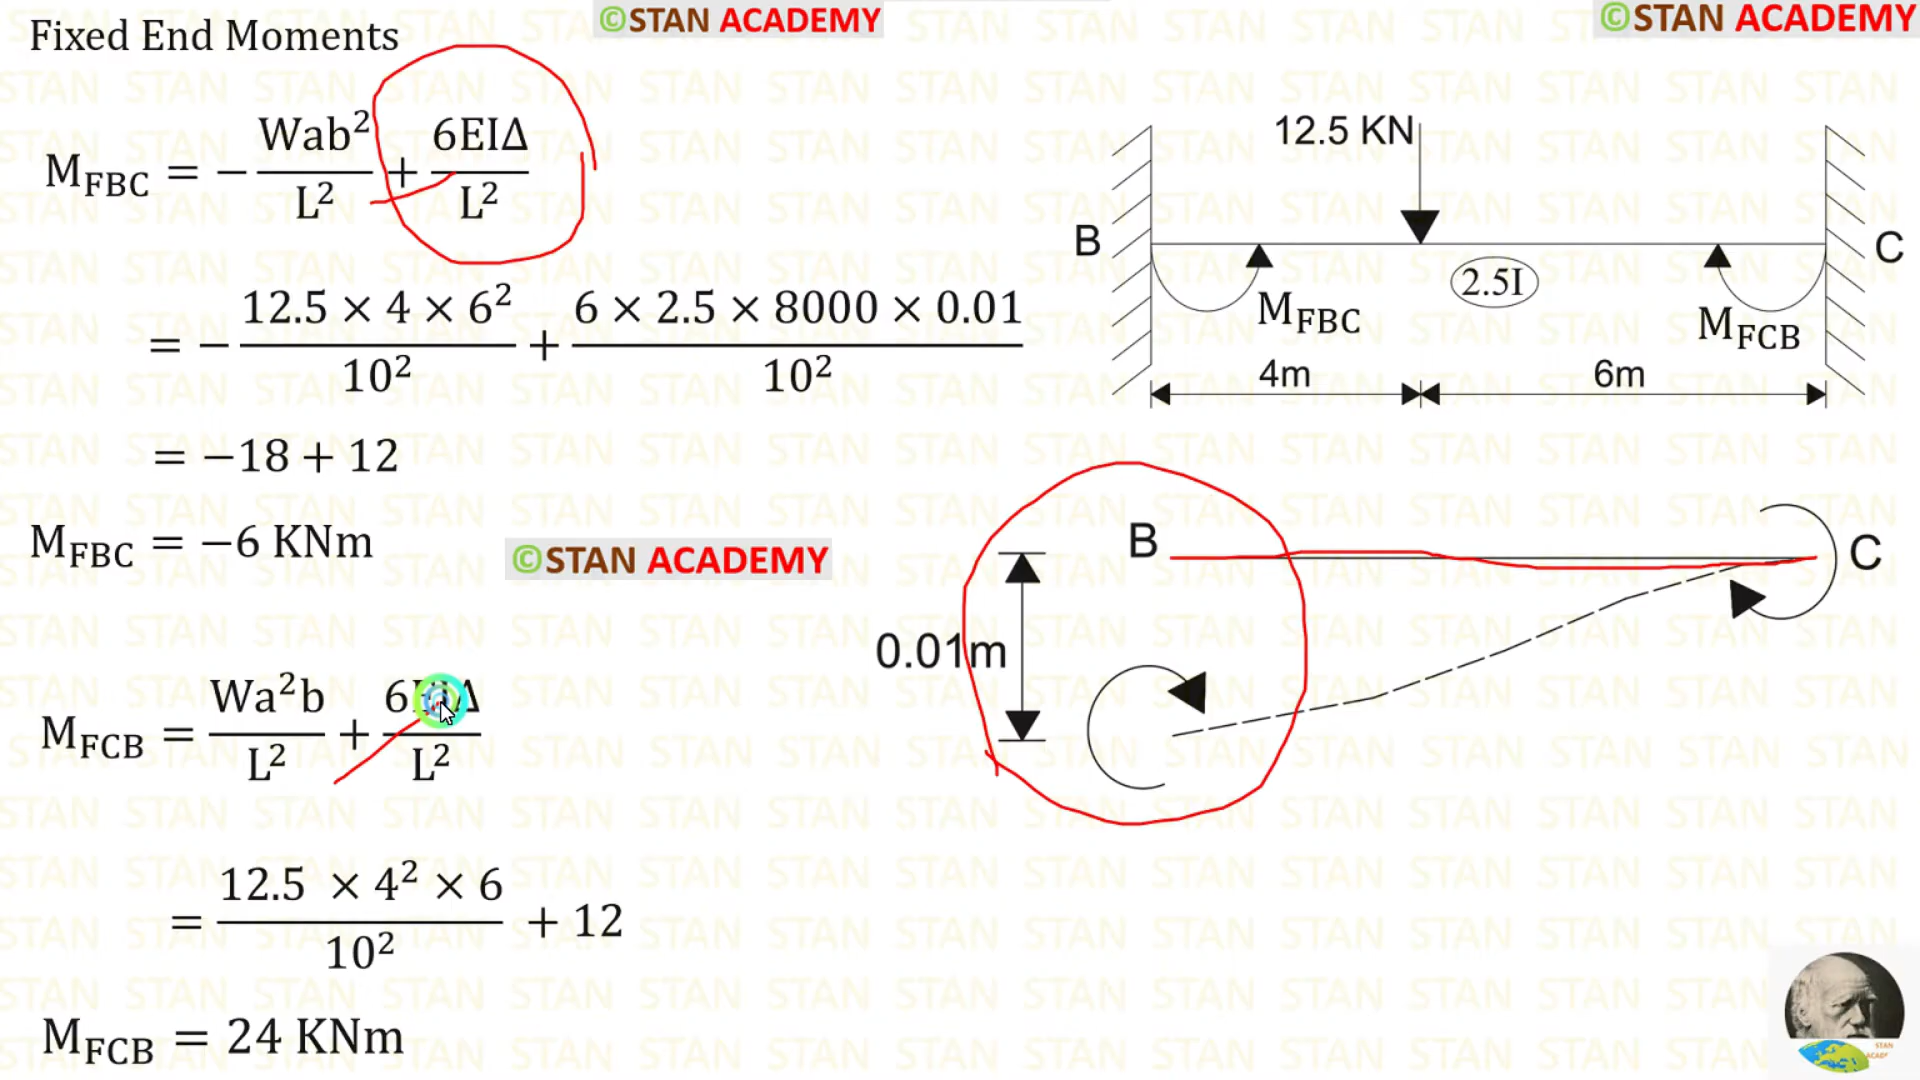 ©STAN ACADEMY
©STAN ACADEMY
Fixed End Moments
M_FBC = − Wab²/L² + 6EIΔ/L²
= − 12.5 × 4 × 6²/10² + 6 × 2.5 × 8000 × 0.01/10²
= −18 + 12
M_FBC = −6 KNm
©STAN ACADEMY
M_FCB = Wa²b/L² + 6EIΔ/L²
= 12.5 × 4² × 6/10² + 12
M_FCB = 24 KNm
12.5 KN
B
C
2.5I
M_FBC
M_FCB
4m
6m
B
C
0.01m
STAN